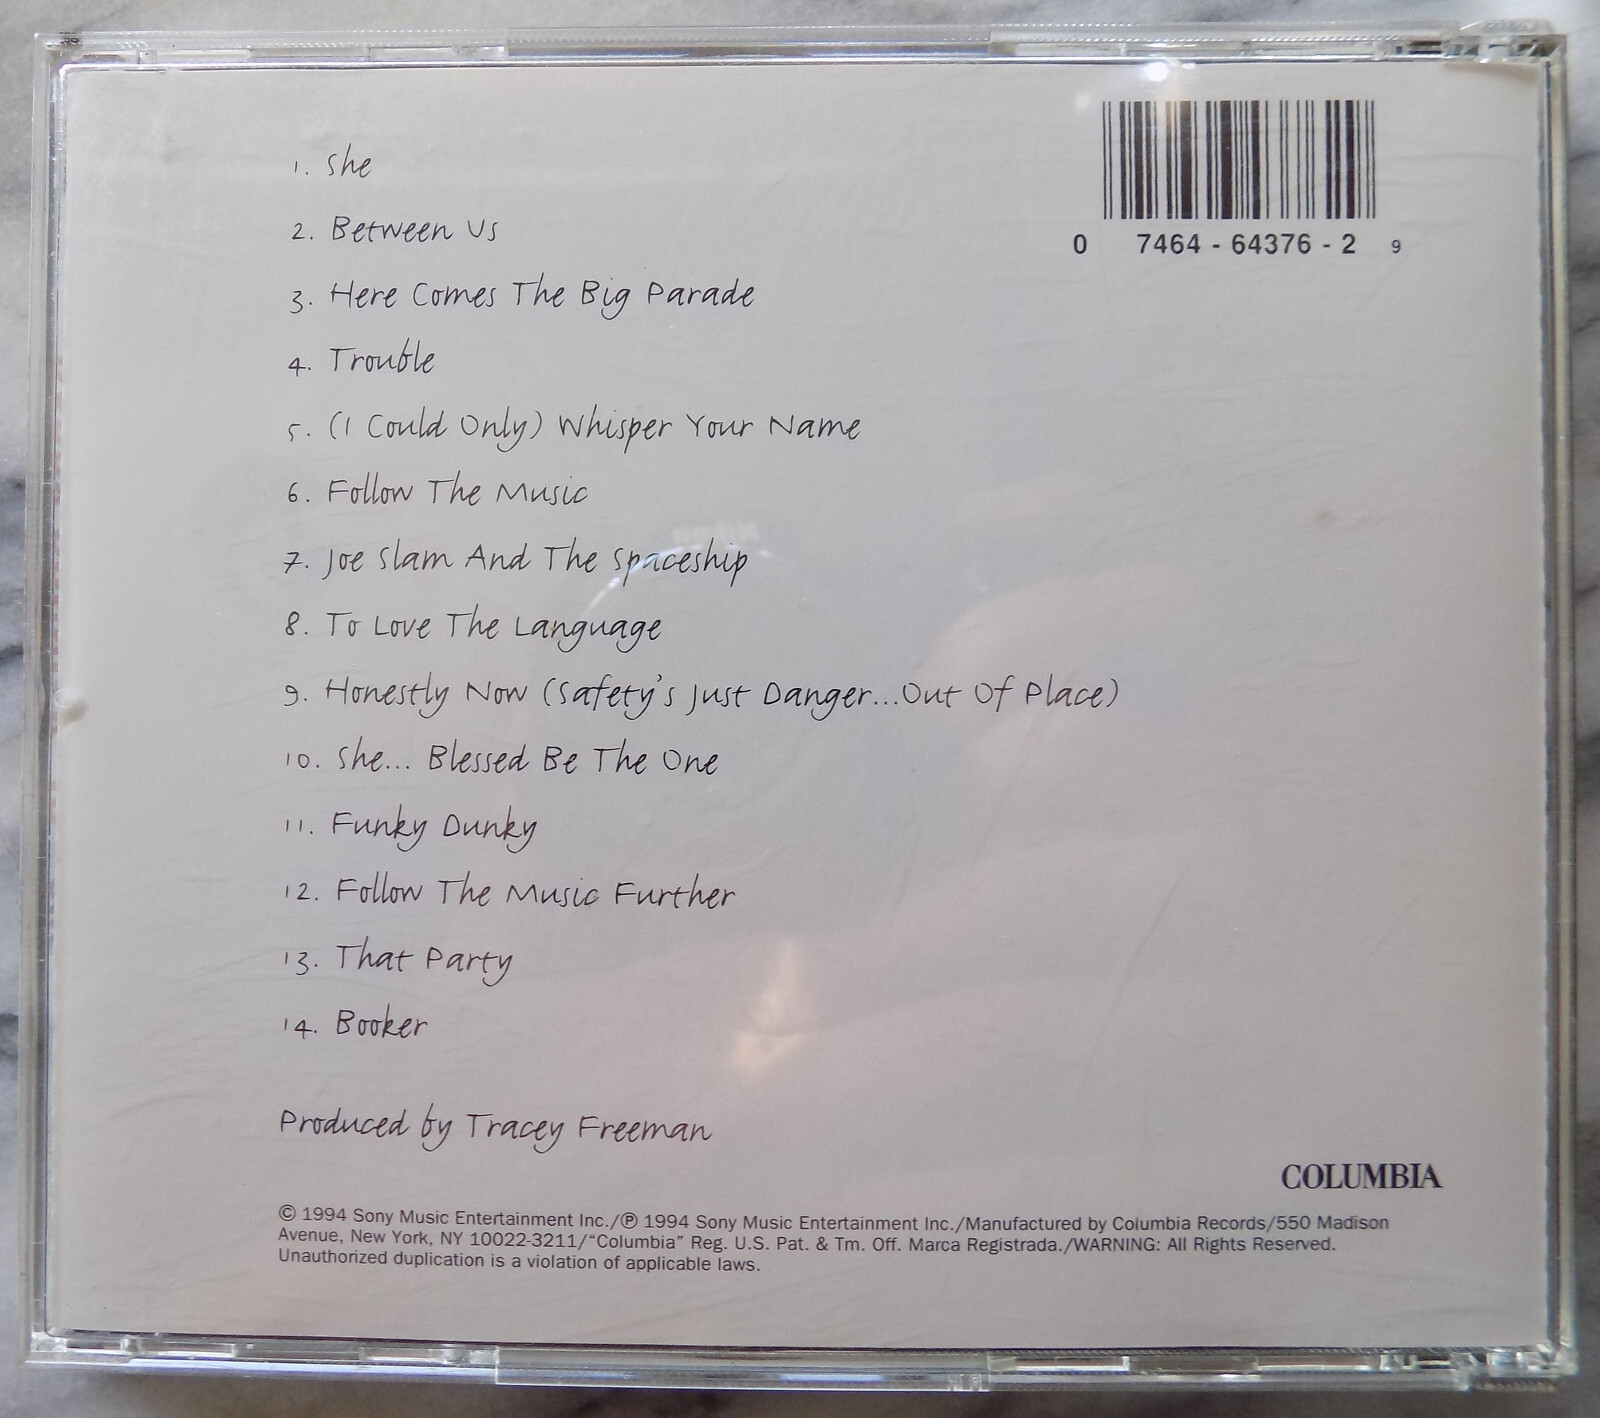 0 7464 - 64376 - 2 9
1. She
2. Between Us
3. Here Comes The Big Parade
4. Trouble
5. (I Could Only) Whisper Your Name
6. Follow The Music
7. Joe Slam And The Spaceship
8. To Love The Language
9. Honestly Now (Safety's Just Danger...Out Of Place)
10. She... Blessed Be The One
11. Funky Dunky
12. Follow The Music Further
13. That Party
14. Booker
Produced by Tracey Freeman
COLUMBIA
© 1994 Sony Music Entertainment Inc./℗ 1994 Sony Music Entertainment Inc./Manufactured by Columbia Records/550 Madison
Avenue, New York, NY 10022-3211/“Columbia” Reg. U.S. Pat. & Tm. Off. Marca Registrada./WARNING: All Rights Reserved.
Unauthorized duplication is a violation of applicable laws.